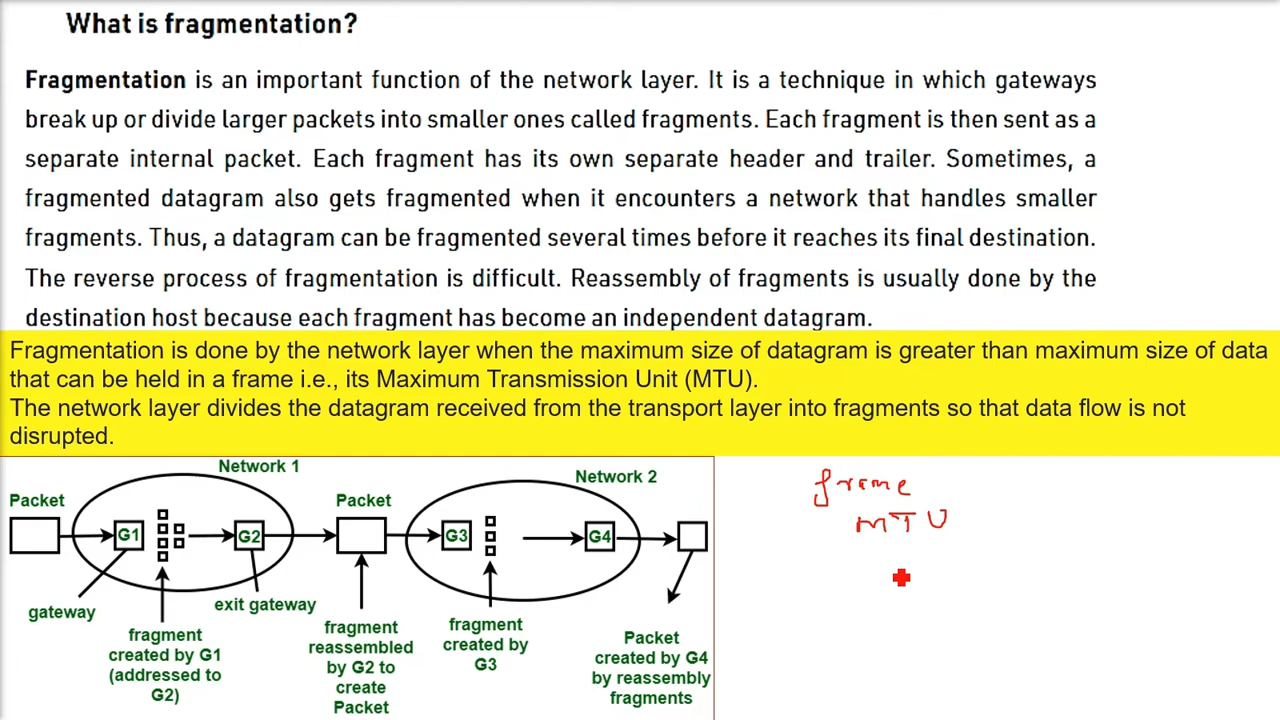 What is fragmentation?
Fragmentation is an important function of the network layer. It is a technique in which gateways
break up or divide larger packets into smaller ones called fragments. Each fragment is then sent as a
separate internal packet. Each fragment has its own separate header and trailer. Sometimes, a
fragmented datagram also gets fragmented when it encounters a network that handles smaller
fragments. Thus, a datagram can be fragmented several times before it reaches its final destination.
The reverse process of fragmentation is difficult. Reassembly of fragments is usually done by the
destination host because each fragment has become an independent datagram.
Fragmentation is done by the network layer when the maximum size of datagram is greater than maximum size of data
that can be held in a frame i.e., its Maximum Transmission Unit (MTU).
The network layer divides the datagram received from the transport layer into fragments so that data flow is not
disrupted.
Network 1
Network 2
Packet
Packet
G1
G2
G3
G4
gateway
exit gateway
fragment
created by G1
(addressed to
G2)
fragment
reassembled
by G2 to
create
Packet
fragment
created by
G3
Packet
created by G4
by reassembly
fragments
frame
MTU